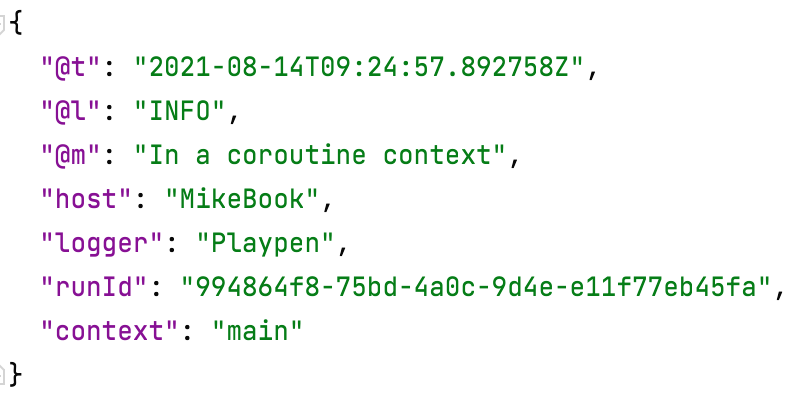 {
"@t": "2021-08-14T09:24:57.892758Z",
"@l": "INFO",
"@m": "In a coroutine context",
"host": "MikeBook",
"logger": "Playpen",
"runId": "994864f8-75bd-4a0c-9d4e-e11f77eb45fa",
"context": "main"
}